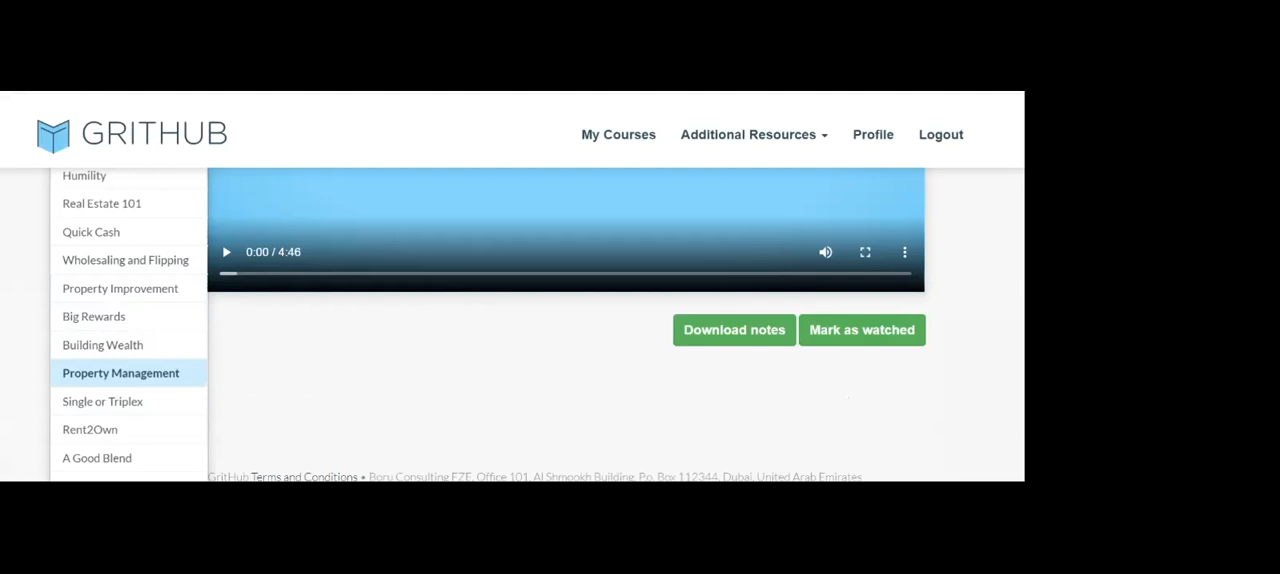 GRITHUB
My Courses
Additional Resources
Profile
Logout
Humility
Real Estate 101
Quick Cash
Wholesaling and Flipping
Property Improvement
Big Rewards
Building Wealth
Property Management
Single or Triplex
Rent2Own
A Good Blend
0:00 / 4:46
Download notes
Mark as watched
GritHub Terms and Conditions • Boru Consulting FZE, Office 101, Al Shmookh Building, P.o. Box 112344, Dubai, United Arab Emirates